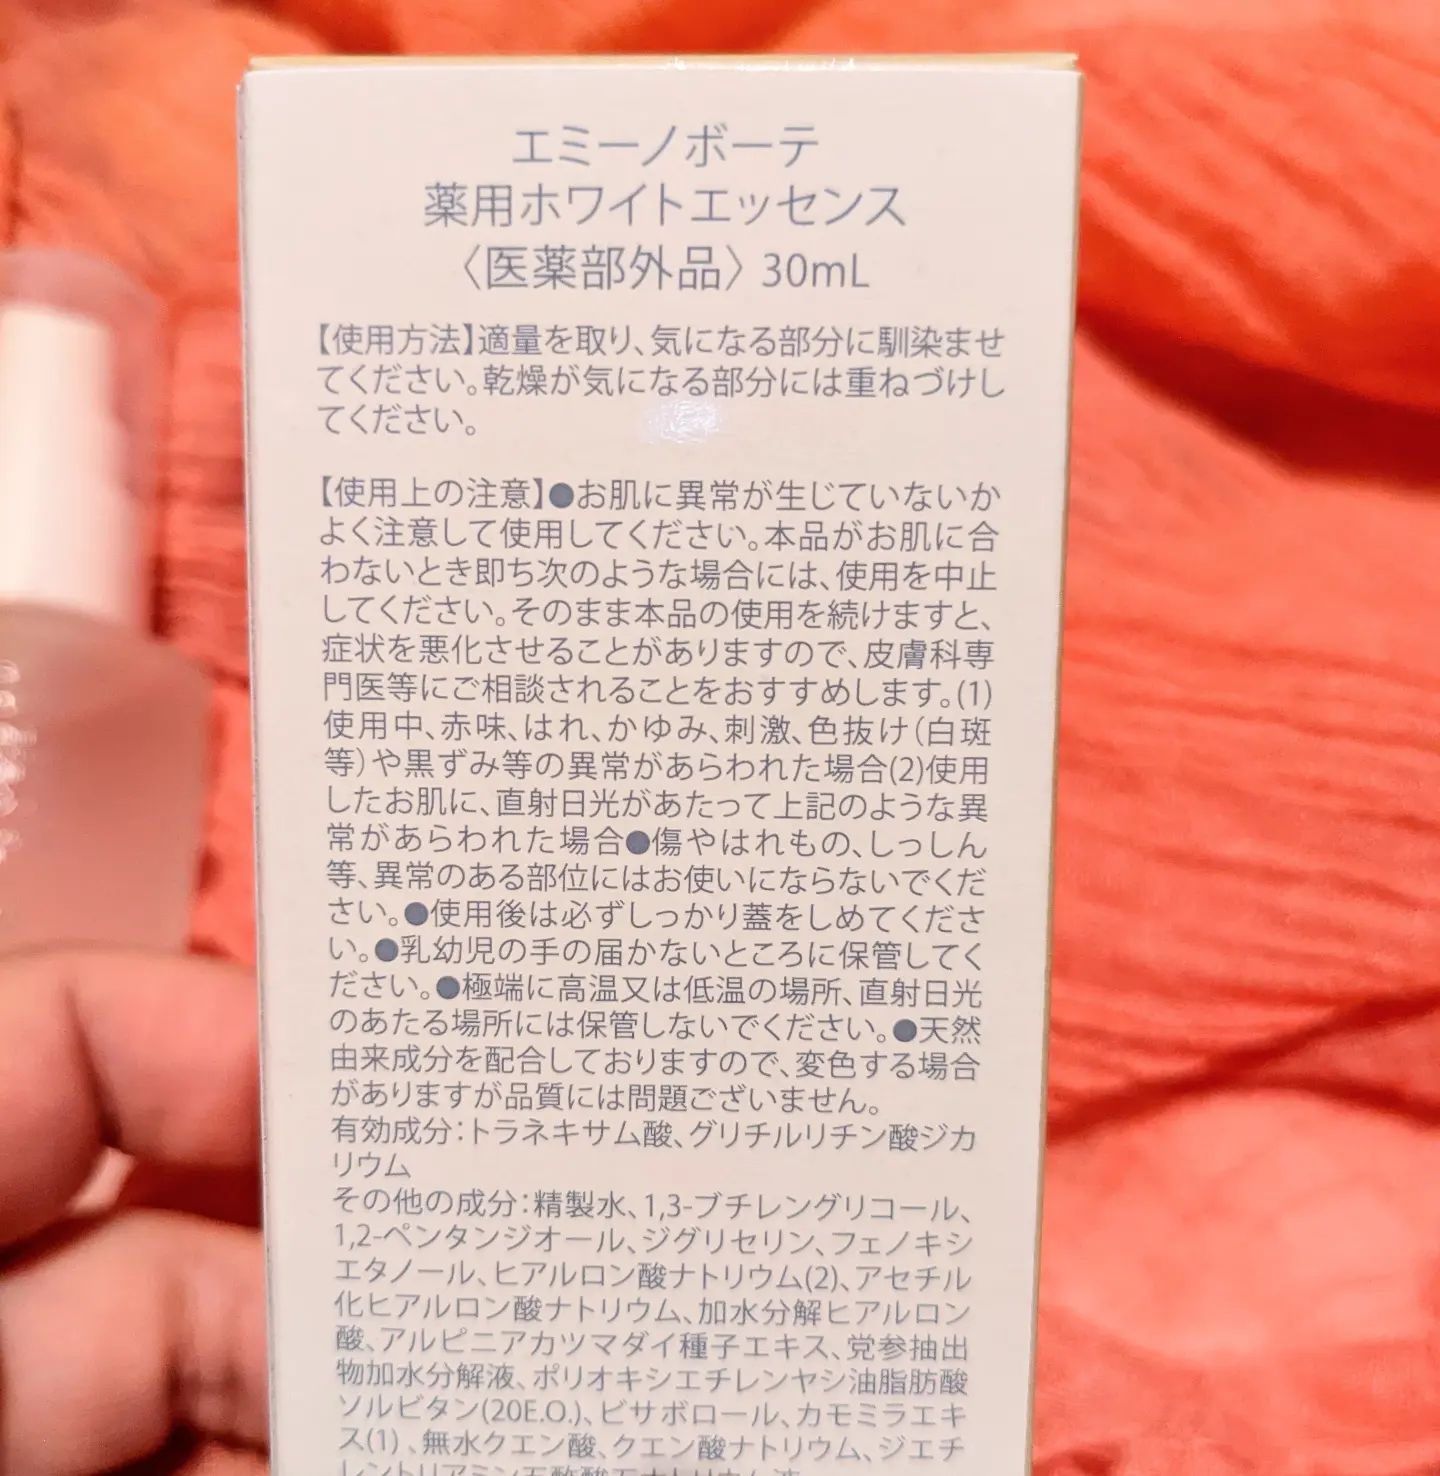 エミーノボーテ
薬用ホワイトエッセンス
〈医薬部外品〉30mL
【使用方法】適量を取り、気になる部分に馴染ませ
てください。乾燥が気になる部分には重ねづけし
てください。
【使用上の注意】●お肌に異常が生じていないか
よく注意して使用してください。本品がお肌に合
わないとき即ち次のような場合には、使用を中止
してください。そのまま本品の使用を続けますと、
症状を悪化させることがありますので、皮膚科専
門医等にご相談されることをおすすめします。(1)
使用中、赤味、はれ、かゆみ、刺激、色抜け(白斑
等)や黒ずみ等の異常があらわれた場合(2)使用
したお肌に、直射日光があたって上記のような異
常があらわれた場合●傷やはれもの、しっしん
等、異常のある部位にはお使いにならないでくだ
さい。●使用後は必ずしっかり蓋をしめてくださ
い。●乳幼児の手の届かないところに保管してく
ださい。●極端に高温又は低温の場所、直射日光
のあたる場所には保管しないでください。●天然
由来成分を配合しておりますので、変色する場合
がありますが品質には問題ございません。
有効成分：トラネキサム酸、グリチルリチン酸ジカ
リウム
その他の成分：精製水、1,3-ブチレングリコール、
1,2-ペンタンジオール、ジグリセリン、フェノキシ
エタノール、ヒアルロン酸ナトリウム(2)、アセチル
化ヒアルロン酸ナトリウム、加水分解ヒアルロン
酸、アルピニアカツマダイ種子エキス、党参抽出
物加水分解液、ポリオキシエチレンヤシ油脂肪酸
ソルビタン(20E.O.)、ビサボロール、カモミラエキ
ス(1)、無水クエン酸、クエン酸ナトリウム、ジエチ